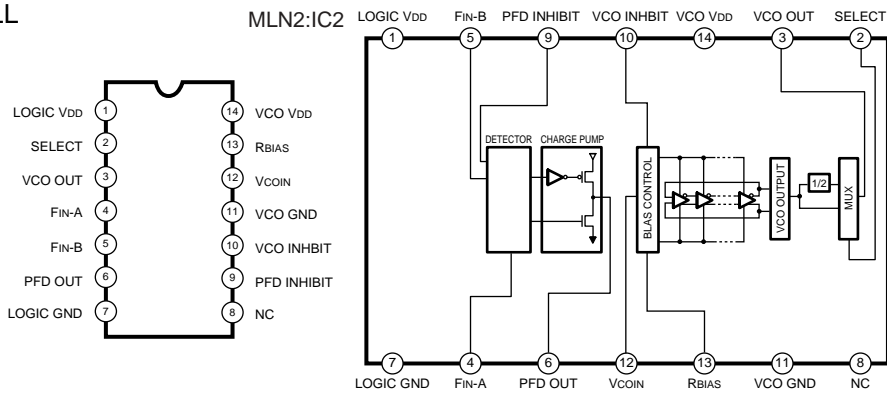 LL
MLN2:IC2
LOGIC VDD
1
SELECT
2
VCO OUT
3
FIN-A
4
FIN-B
5
PFD OUT
6
LOGIC GND
7
14 VCO VDD
13 RBIAS
12 VCOIN
11 VCO GND
10 VCO INHBIT
9 PFD INHIBIT
8 NC
LOGIC VDD FIN-B PFD INHIBIT VCO INHBIT VCO VDD VCO OUT SELECT
1 5 9 10 14 3 2
DETECTOR CHARGE PUMP
BLAS CONTROL
VCO OUTPUT
1/2
MUX
7 4 6 12 13 11 8
LOGIC GND FIN-A PFD OUT VCOIN RBIAS VCO GND NC